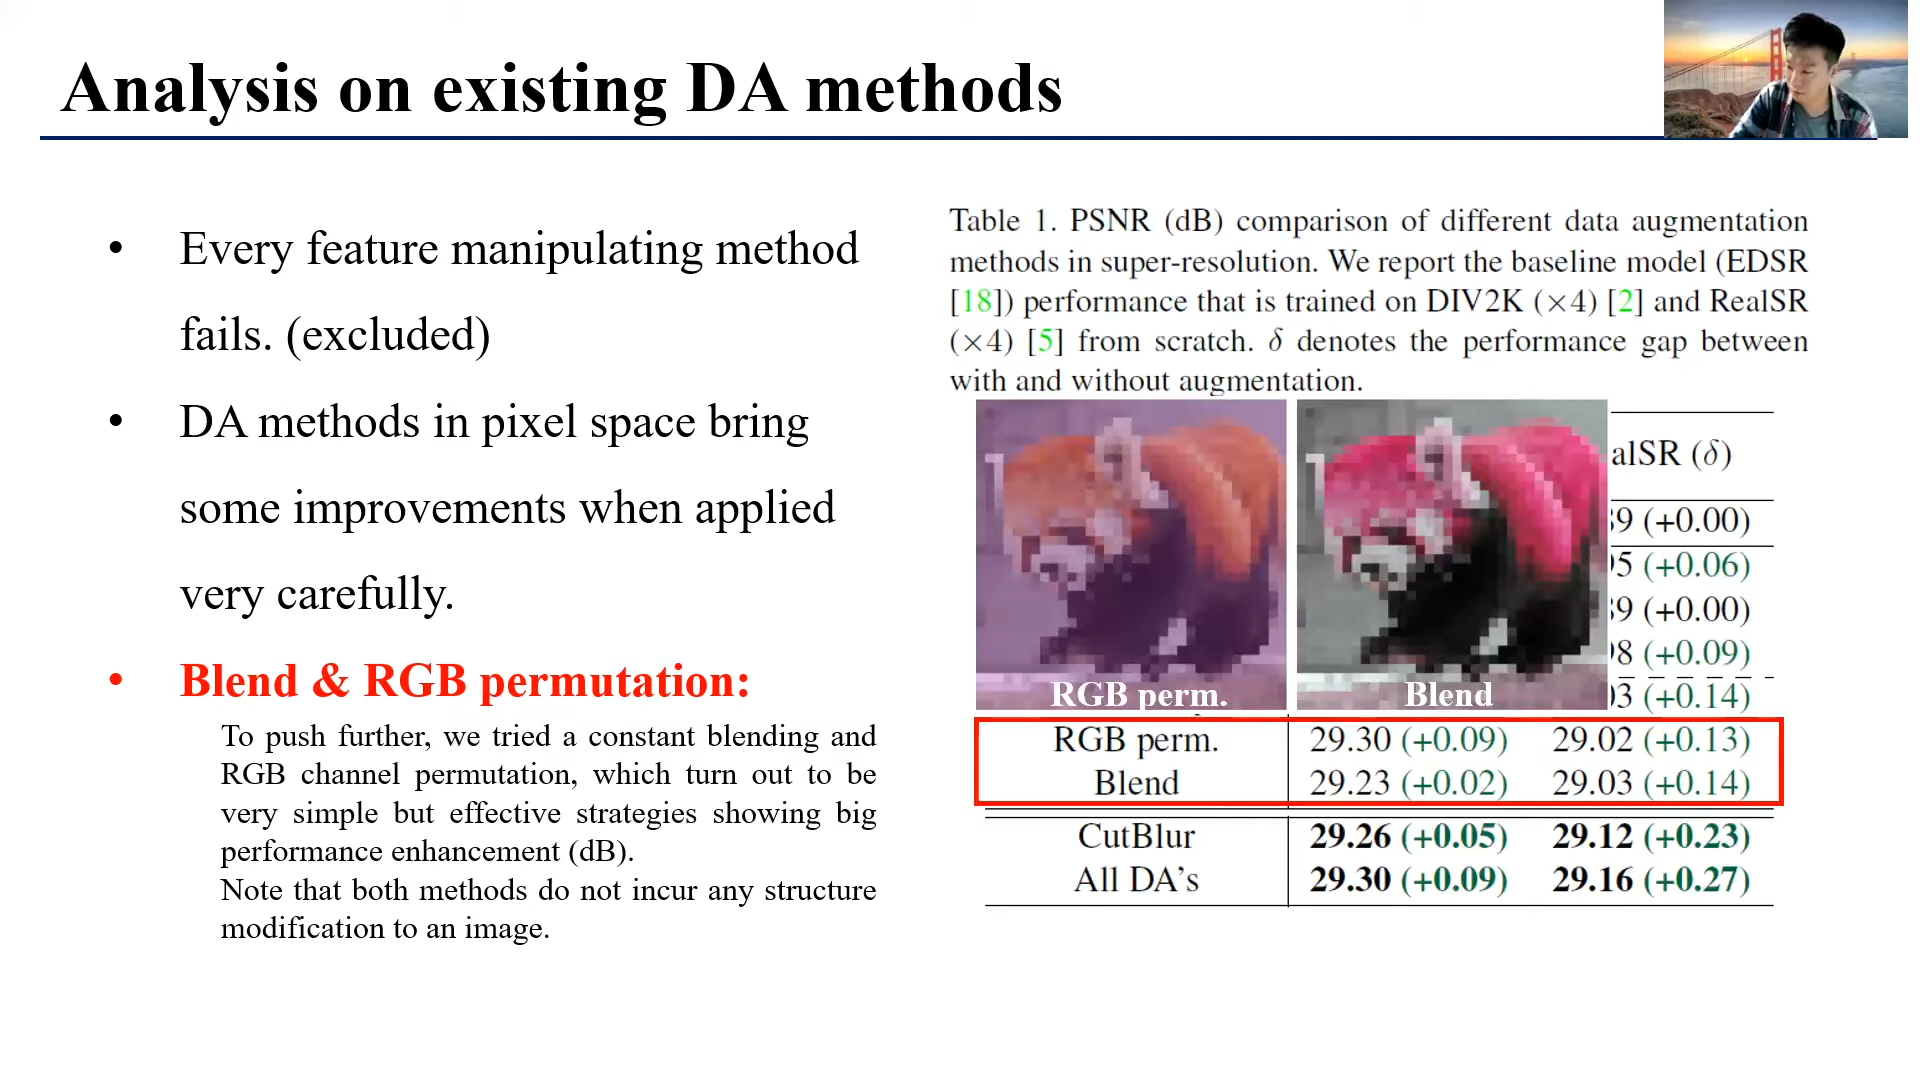 Analysis on existing DA methods
• Every feature manipulating method
fails. (excluded)
• DA methods in pixel space bring
some improvements when applied
very carefully.
• Blend & RGB permutation:
To push further, we tried a constant blending and
RGB channel permutation, which turn out to be
very simple but effective strategies showing big
performance enhancement (dB).
Note that both methods do not incur any structure
modification to an image.
Table 1. PSNR (dB) comparison of different data augmentation
methods in super-resolution. We report the baseline model (EDSR
[18]) performance that is trained on DIV2K (×4) [2] and RealSR
(×4) [5] from scratch. δ denotes the performance gap between
with and without augmentation.
alSR (δ)
9 (+0.00)
5 (+0.06)
9 (+0.00)
8 (+0.09)
3 (+0.14)
RGB perm. Blend
RGB perm. 29.30 (+0.09) 29.02 (+0.13)
Blend 29.23 (+0.02) 29.03 (+0.14)
CutBlur 29.26 (+0.05) 29.12 (+0.23)
All DA's 29.30 (+0.09) 29.16 (+0.27)